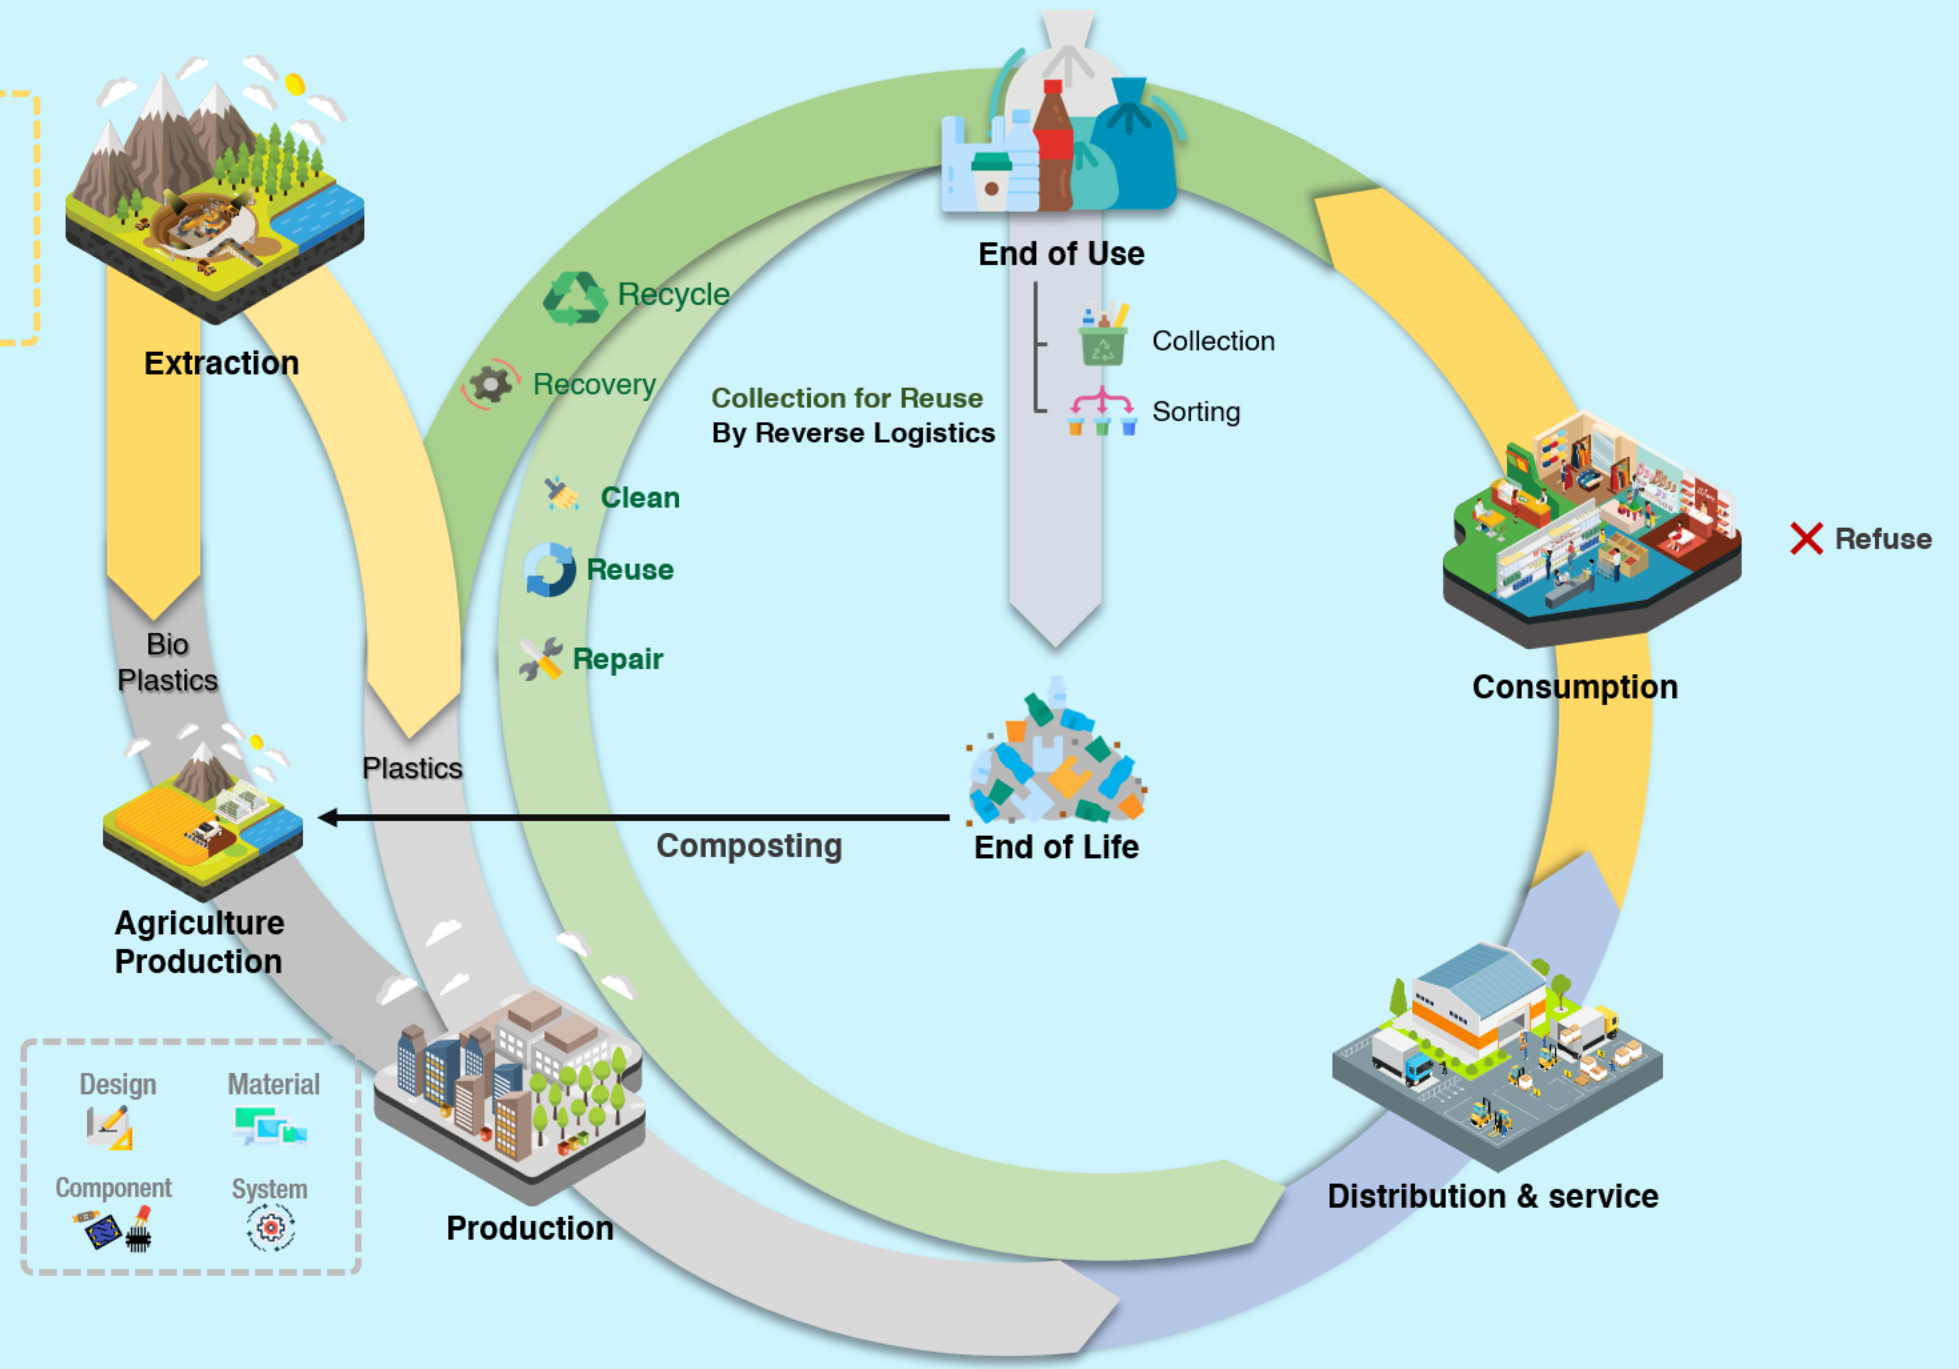 End of Use
Extraction
Recycle
Recovery
Collection
Sorting
Collection for Reuse
By Reverse Logistics
Clean
Reuse
Repair
Refuse
Consumption
Bio
Plastics
Plastics
Composting
End of Life
Agriculture
Production
Design
Material
Component
System
Production
Distribution & service